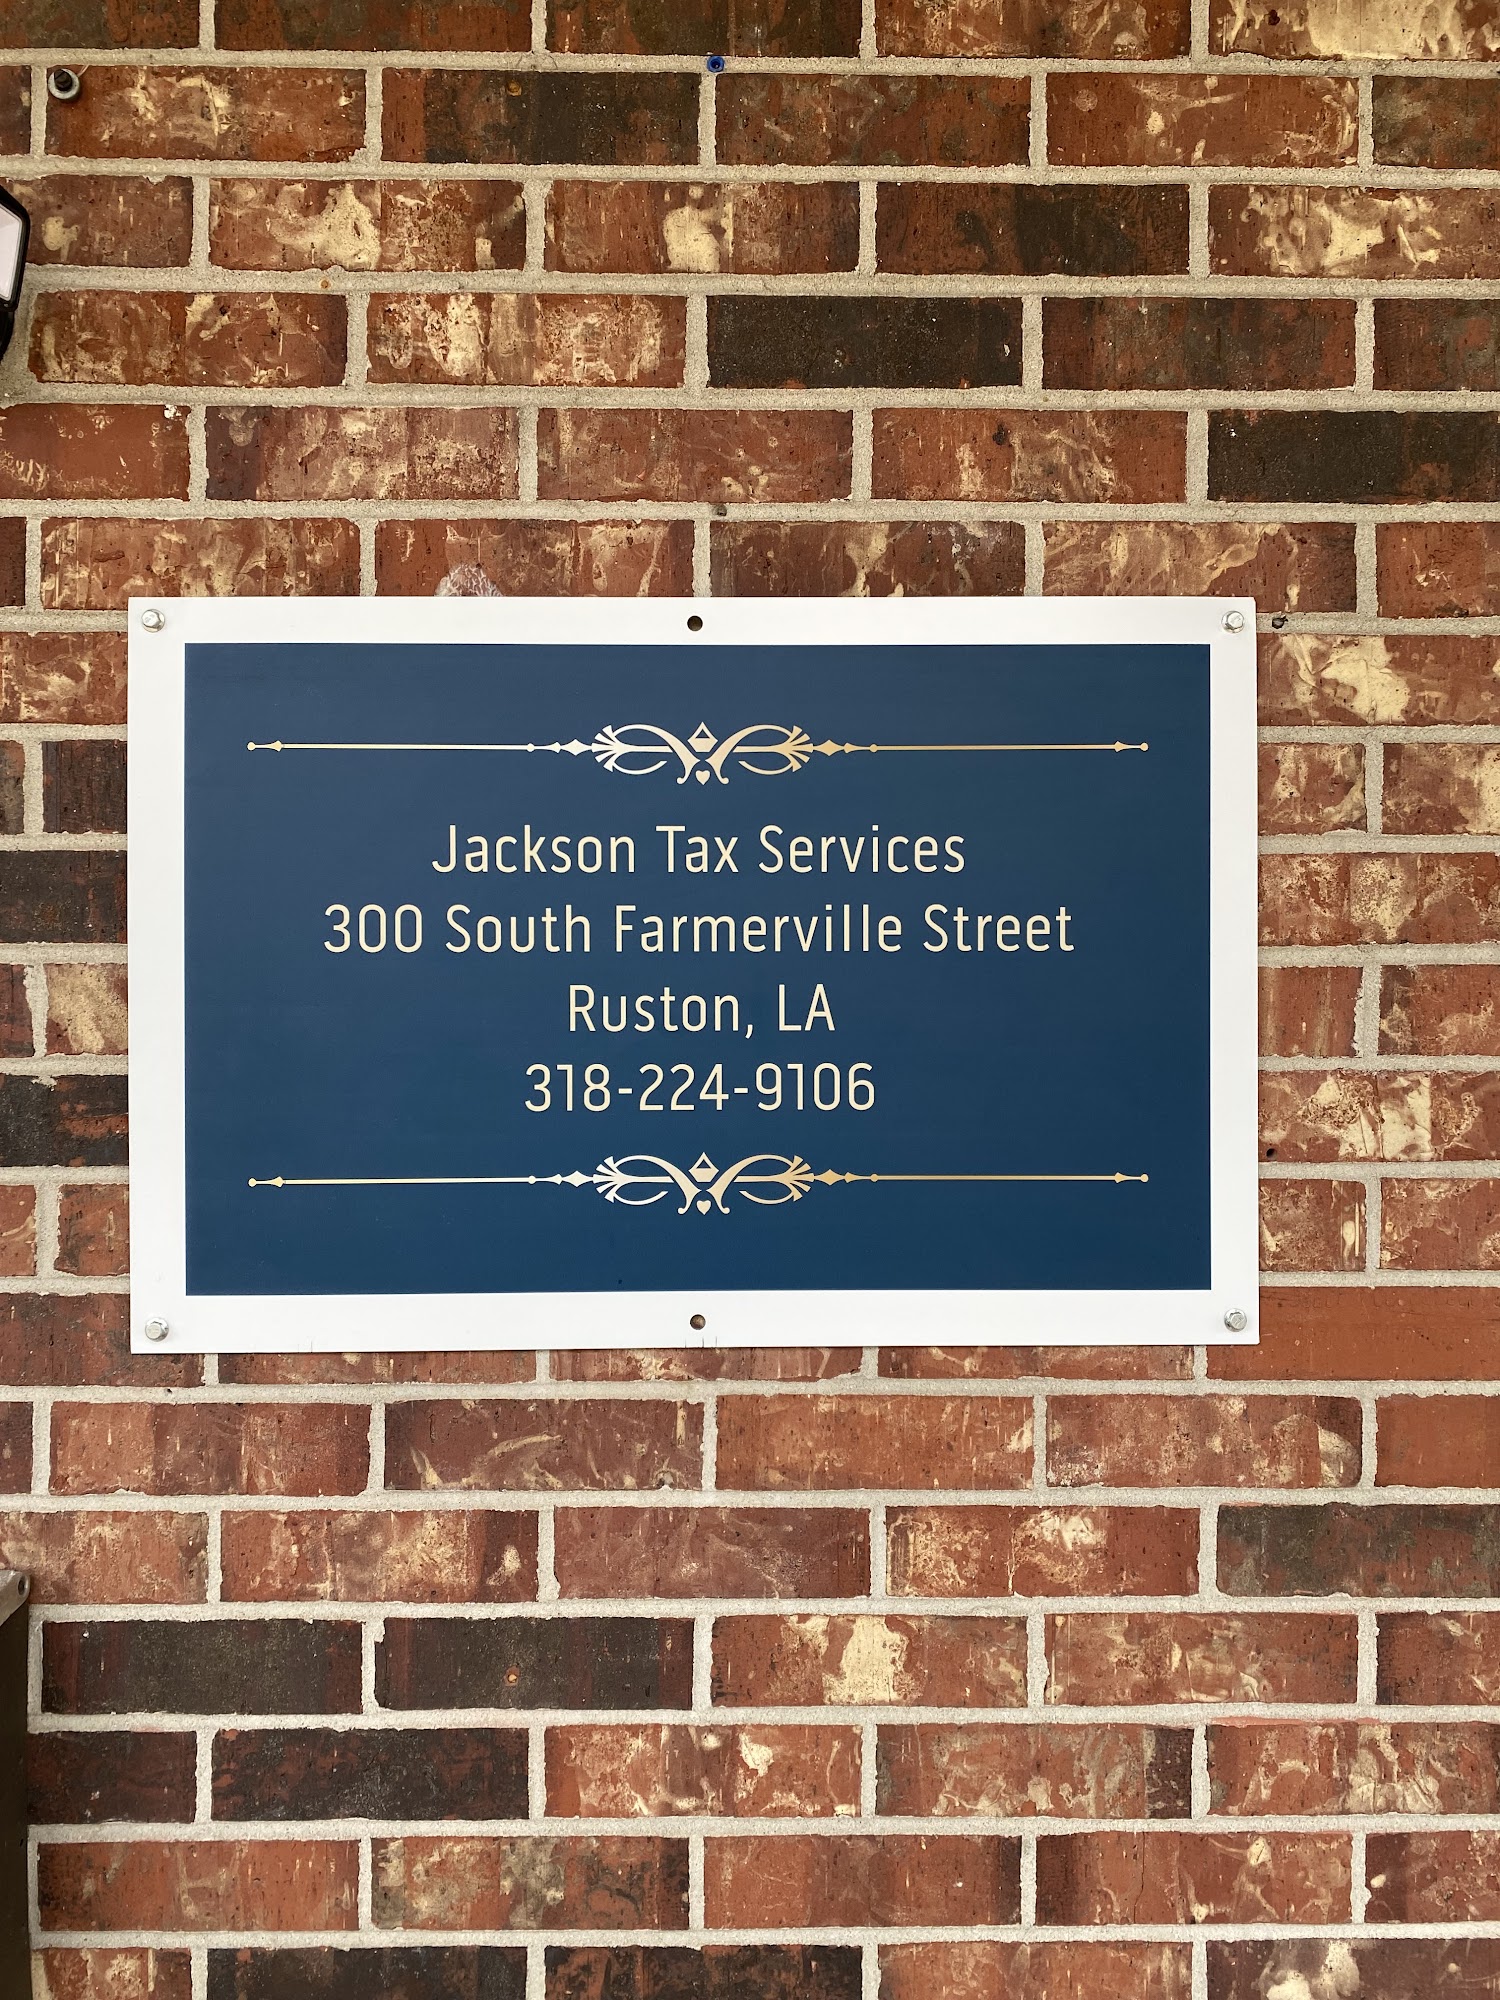 Jackson Tax Services
300 South Farmerville Street
Ruston, LA
318-224-9106